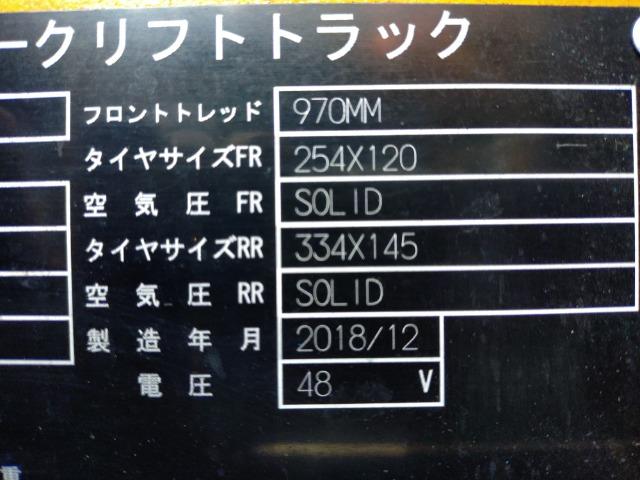 ークリフトトラック
フロントトレッド 970MM
タイヤサイズFR 254X120
空気圧 FR SOLID
タイヤサイズRR 334X145
空気圧 RR SOLID
製造年月 2018/12
電圧 48 V
重